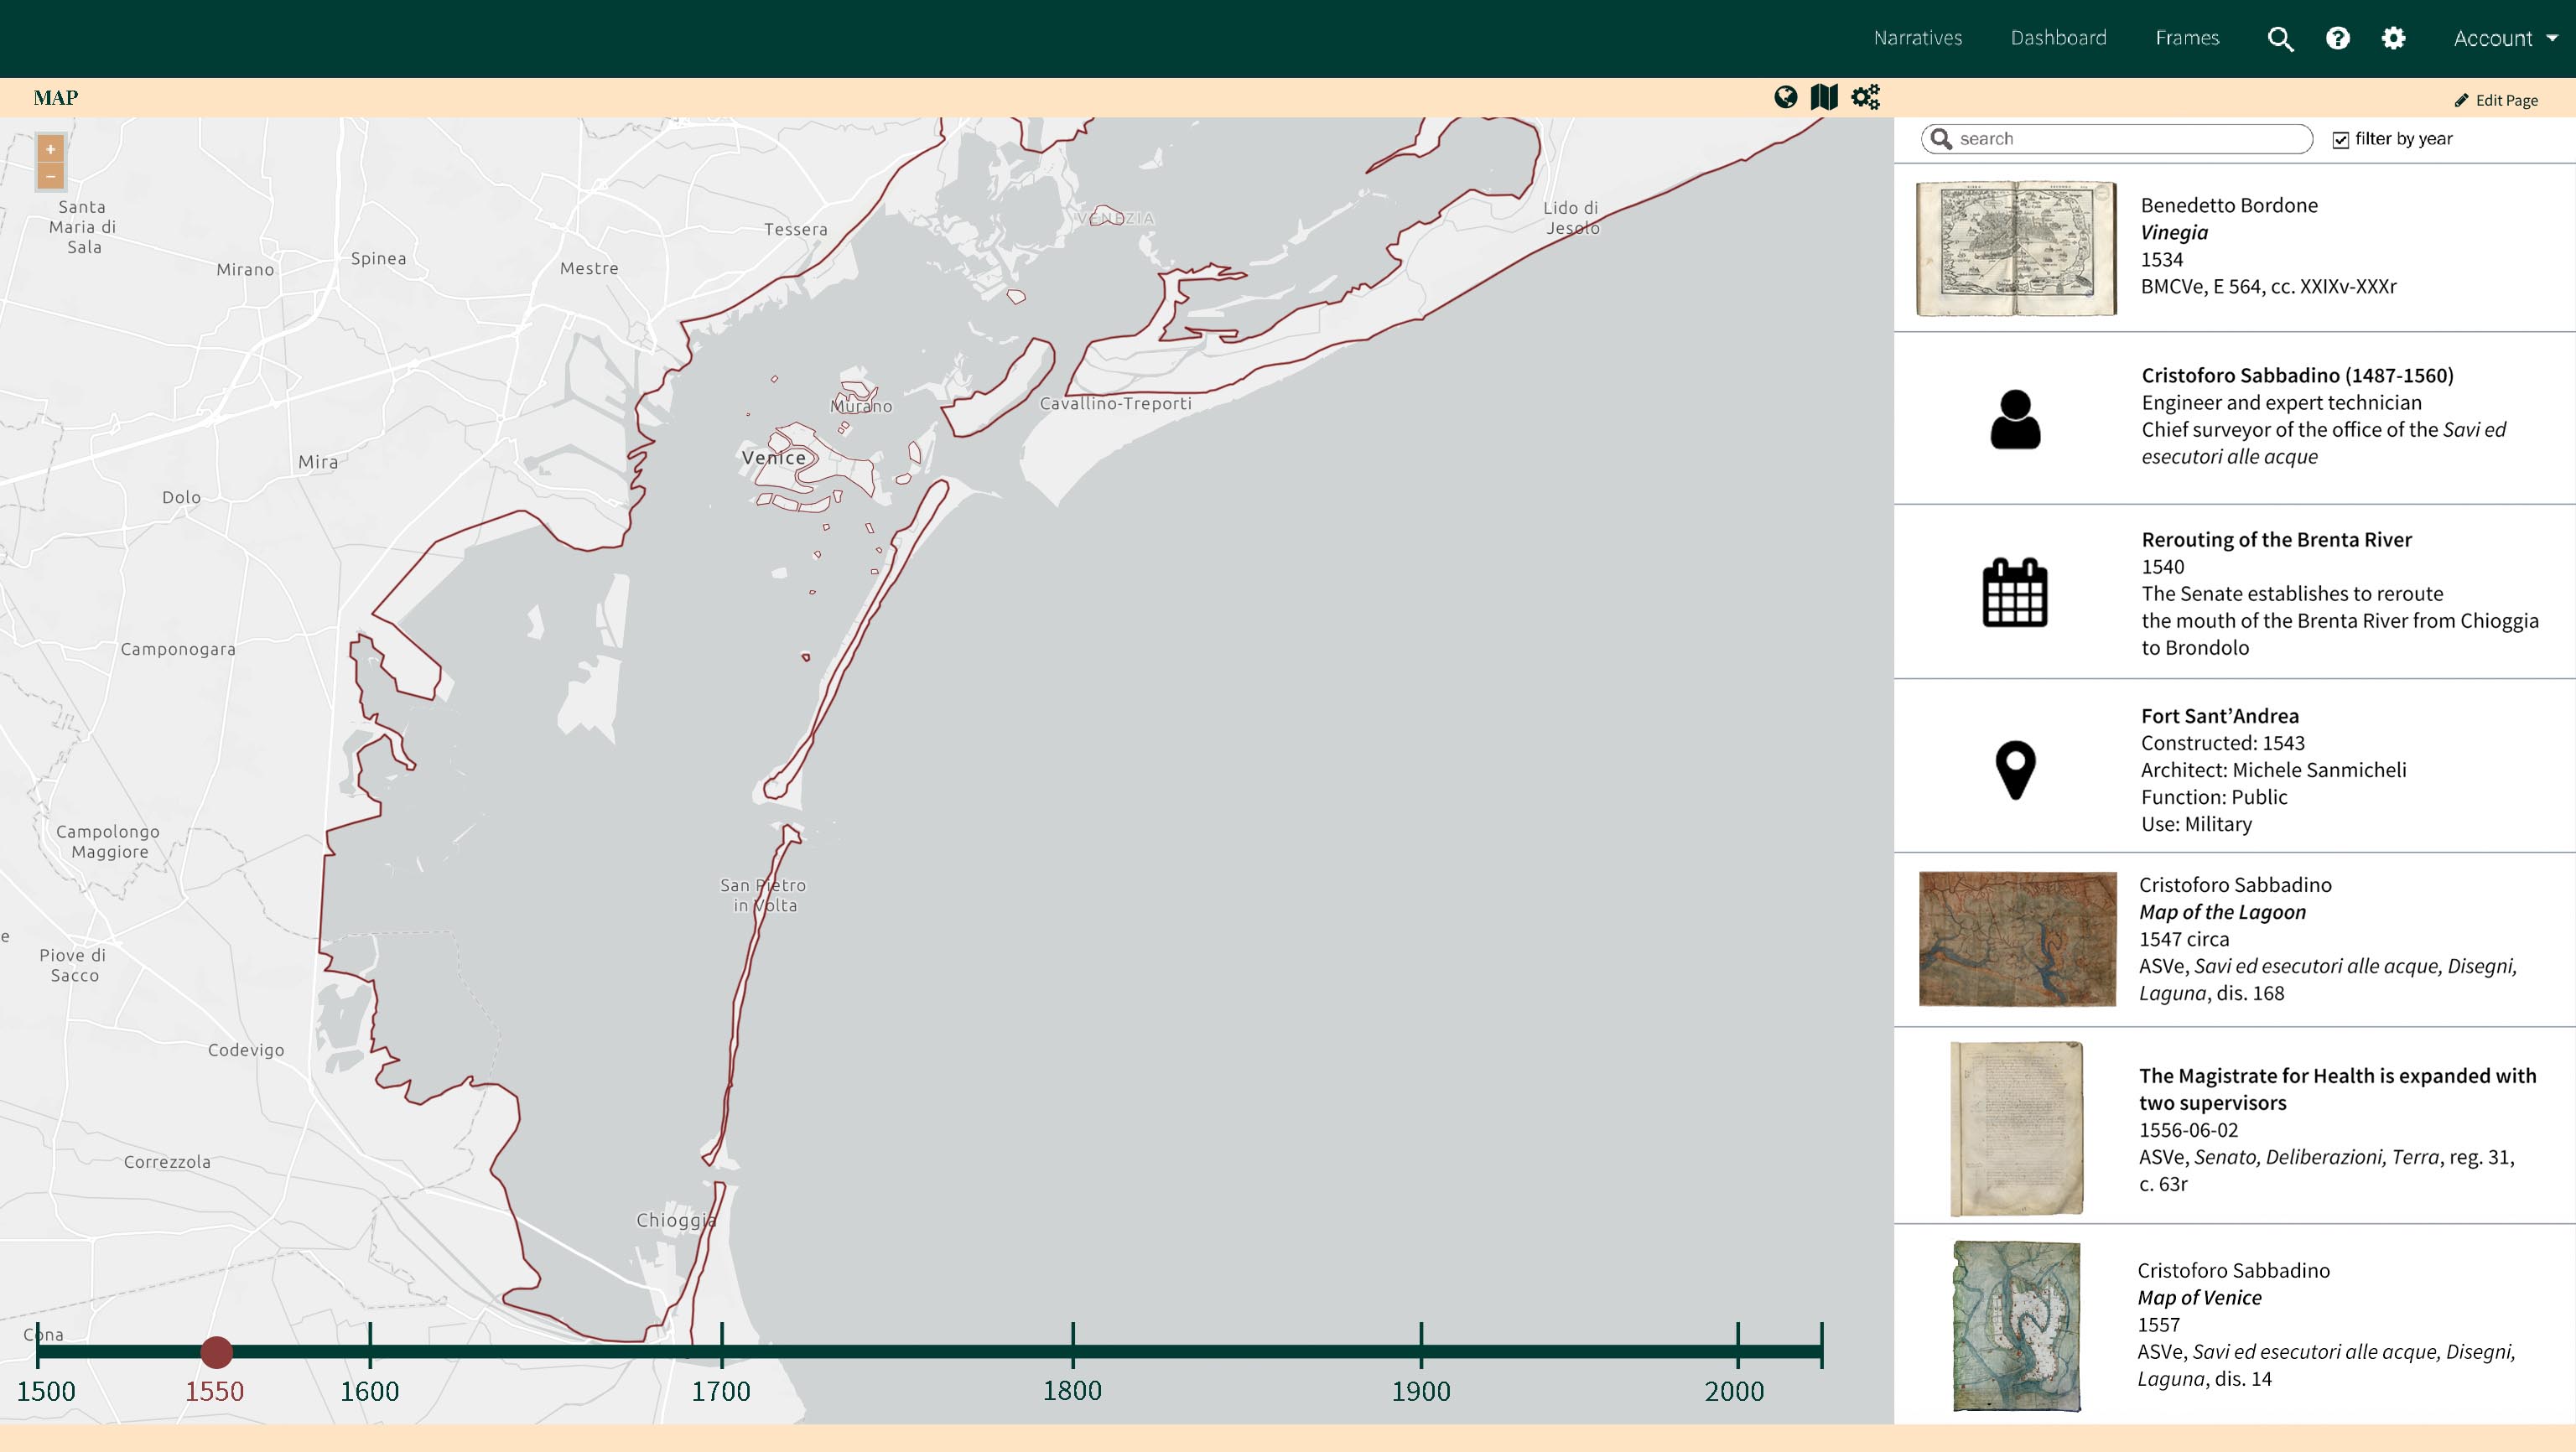 Narratives Dashboard Frames Account
MAP
Edit Page
+
−
Santa
Maria di
Sala
Mirano
Spinea
Mestre
Tessera
VENEZIA
Lido di
Jesolo
Murano
Cavallino-Treporti
Venice
Mira
Dolo
Camponogara
Campolongo
Maggiore
San Pietro
in Volta
e
Piove di
Sacco
Codevigo
Correzzola
Chioggia
Cona
1500 1550 1600 1700 1800 1900 2000
search
filter by year
Benedetto Bordone
Vinegia
1534
BMCVe, E 564, cc. XXIXv-XXXr
Cristoforo Sabbadino (1487-1560)
Engineer and expert technician
Chief surveyor of the office of the Savi ed
esecutori alle acque
Rerouting of the Brenta River
1540
The Senate establishes to reroute
the mouth of the Brenta River from Chioggia
to Brondolo
Fort Sant’Andrea
Constructed: 1543
Architect: Michele Sanmicheli
Function: Public
Use: Military
Cristoforo Sabbadino
Map of the Lagoon
1547 circa
ASVe, Savi ed esecutori alle acque, Disegni,
Laguna, dis. 168
The Magistrate for Health is expanded with
two supervisors
1556-06-02
ASVe, Senato, Deliberazioni, Terra, reg. 31,
c. 63r
Cristoforo Sabbadino
Map of Venice
1557
ASVe, Savi ed esecutori alle acque, Disegni,
Laguna, dis. 14